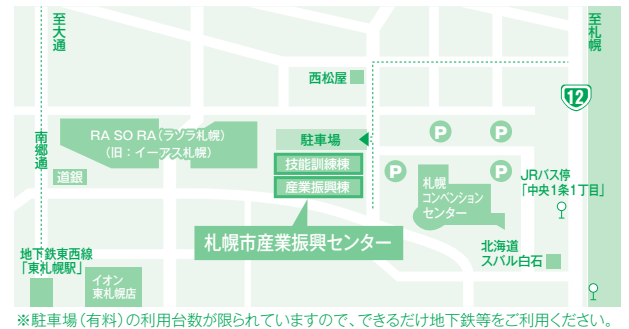 至大通
至札幌
西松屋
12
南郷通
RA SO RA(ラソラ札幌)
(旧：イーアス札幌)
駐車場
P
P
技能訓練棟
道銀
産業振興棟
P
P
札幌
コンベンション
センター
JRバス停
「中央1条1丁目」
札幌市産業振興センター
地下鉄東西線
「東札幌駅」
イオン
東札幌店
北海道
スバル白石
※駐車場(有料)の利用台数が限られていますので、できるだけ地下鉄等をご利用ください。